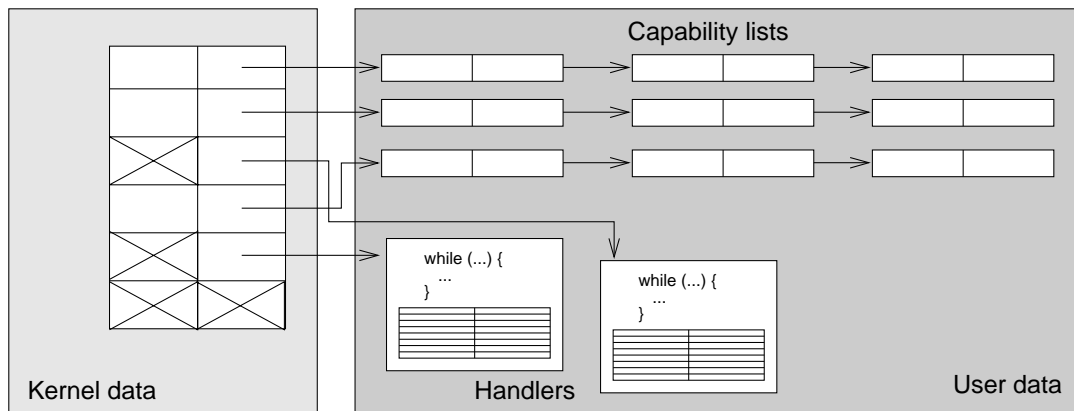 Capability lists
while (...) {
...
}
while (...) {
...
}
Kernel data
Handlers
User data